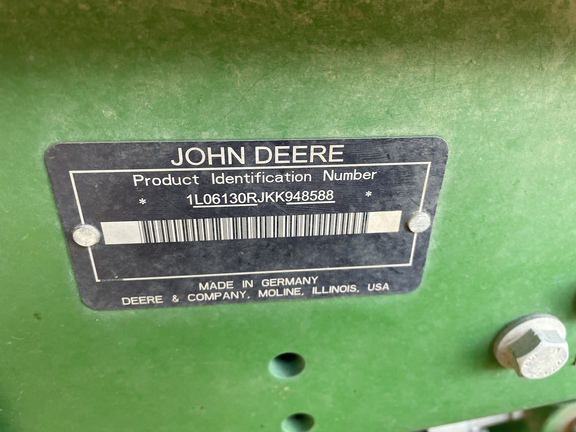 JOHN DEERE
Product Identification Number
* 1L06130RJKK948588 *
MADE IN GERMANY
DEERE & COMPANY, MOLINE, ILLINOIS, USA